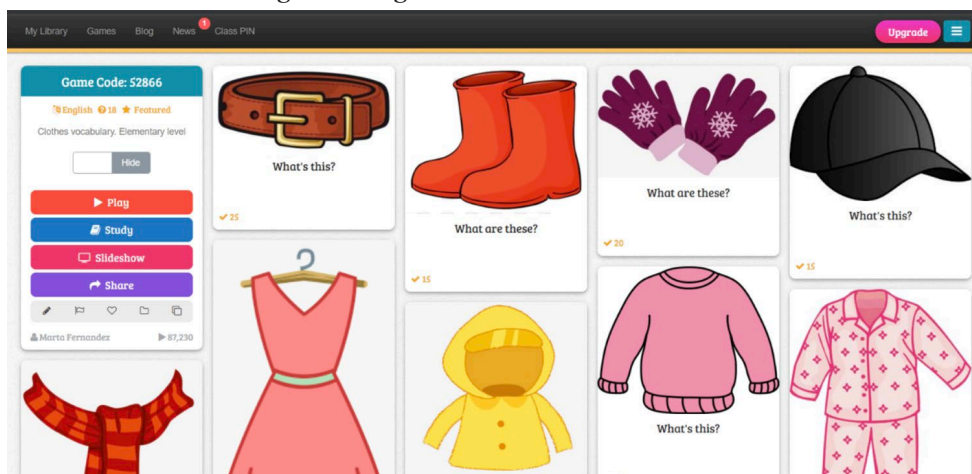 My Library Games Blog News 1 Class PIN Upgrade
Game Code: 52866
English 18 Featured
Clothes vocabulary. Elementary level
Hide
Play
Study
Slideshow
Share
Marta Fernandez 87,230
What's this?
25
What are these?
15
What are these?
20
What's this?
15
What's this?